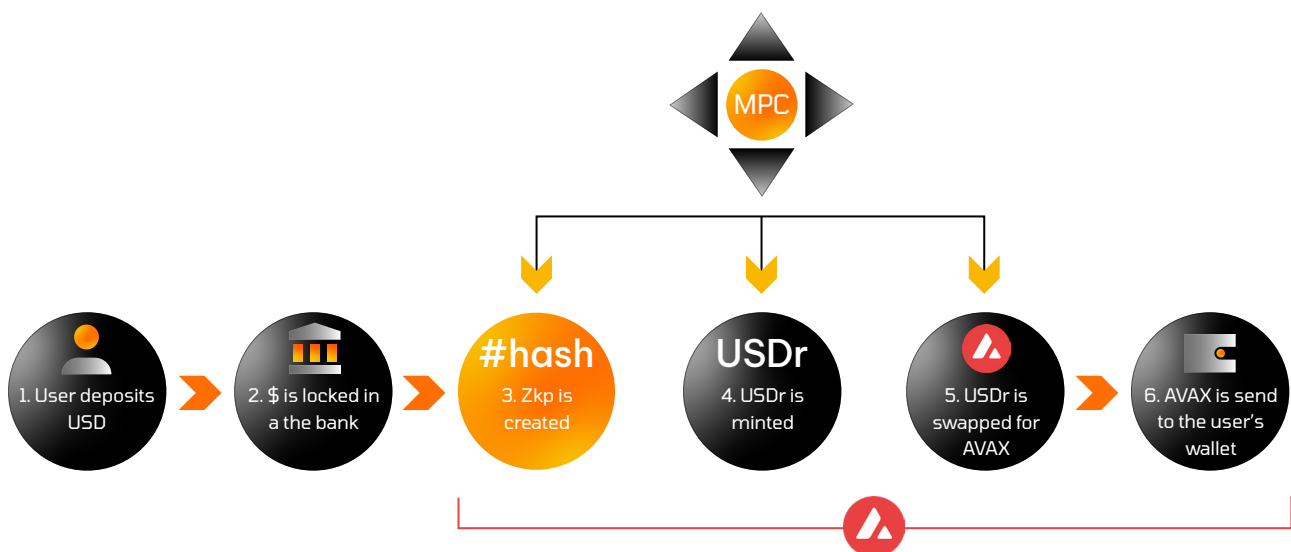 MPC
1. User deposits
USD
2. $ is locked in
a the bank
#hash
3. Zkp is
created
USDr
4. USDr is
minted
5. USDr is
swapped for
AVAX
6. AVAX is send
to the user's
wallet